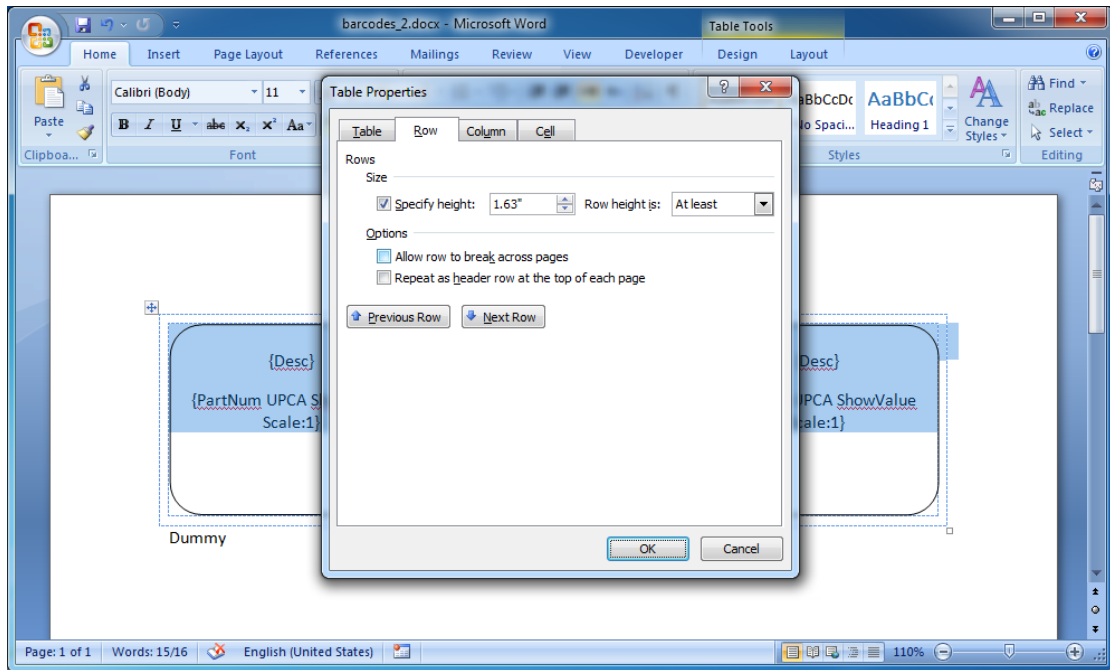 barcodes_2.docx - Microsoft Word
Table Tools
Home Insert Page Layout References Mailings Review View Developer Design Layout
Paste
Clipboa...
Calibri (Body) 11
B I U abc X₂ X² Aa
Font
aBbCcDc AaBbC
lo Spaci... Heading 1
Change
Styles
Styles
Find
Replace
Select
Editing
Table Properties
Table Row Column Cell
Rows
Size
Specify height: 1.63" Row height is: At least
Options
Allow row to break across pages
Repeat as header row at the top of each page
Previous Row Next Row
OK Cancel
{Desc} Desc}
{PartNum UPCA S UPCA ShowValue
Scale:1} cale:1}
Dummy
Page: 1 of 1 Words: 15/16 English (United States) 110%